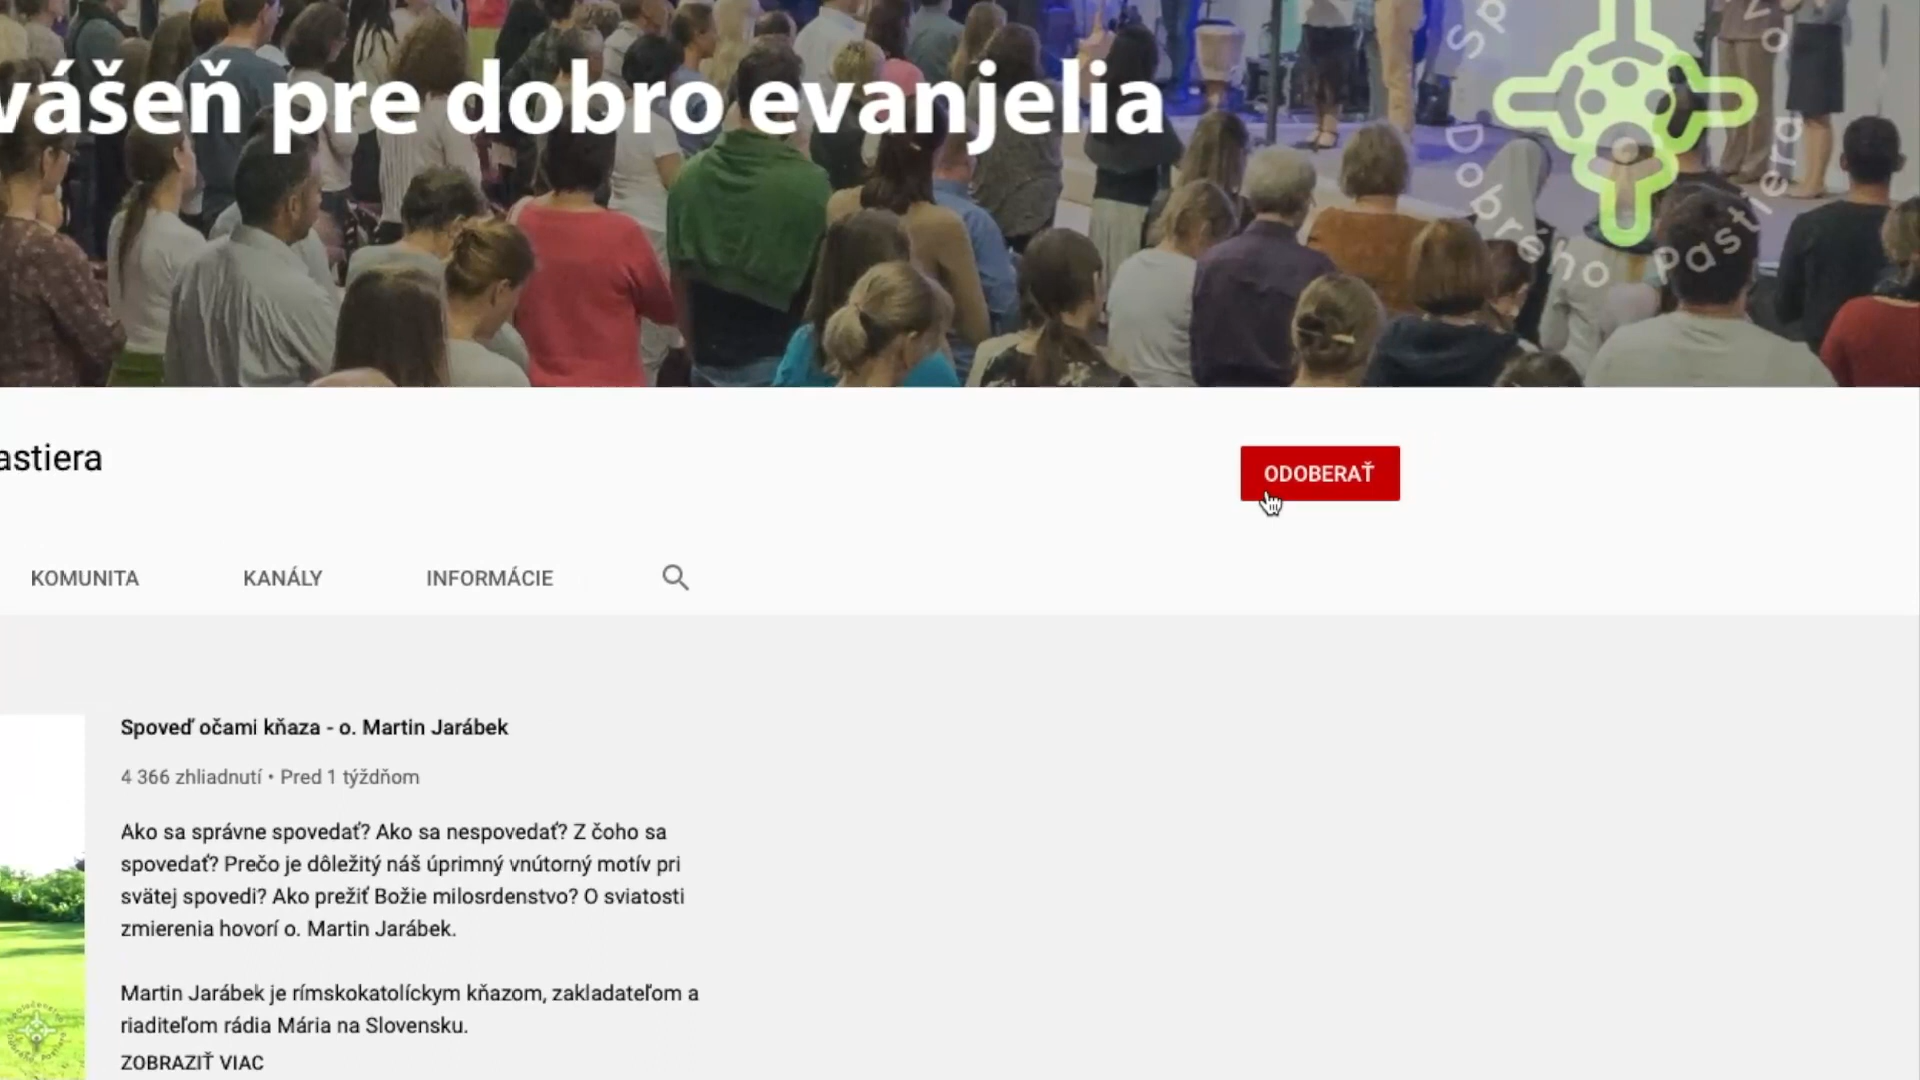 vášeň pre dobro evanjelia
Dobrého Pastiera
astiera
ODOBERAŤ
KOMUNITA
KANÁLY
INFORMÁCIE
Spoveď očami kňaza - o. Martin Jarábek
4 366 zhliadnutí • Pred 1 týždňom
Ako sa správne spovedať? Ako sa nespovedať? Z čoho sa
spovedať? Prečo je dôležitý náš úprimný vnútorný motív pri
svätej spovedi? Ako prežiť Božie milosrdenstvo? O sviatosti
zmierenia hovorí o. Martin Jarábek.
Martin Jarábek je rímskokatolíckym kňazom, zakladateľom a
riaditeľom rádia Mária na Slovensku.
ZOBRAZIŤ VIAC